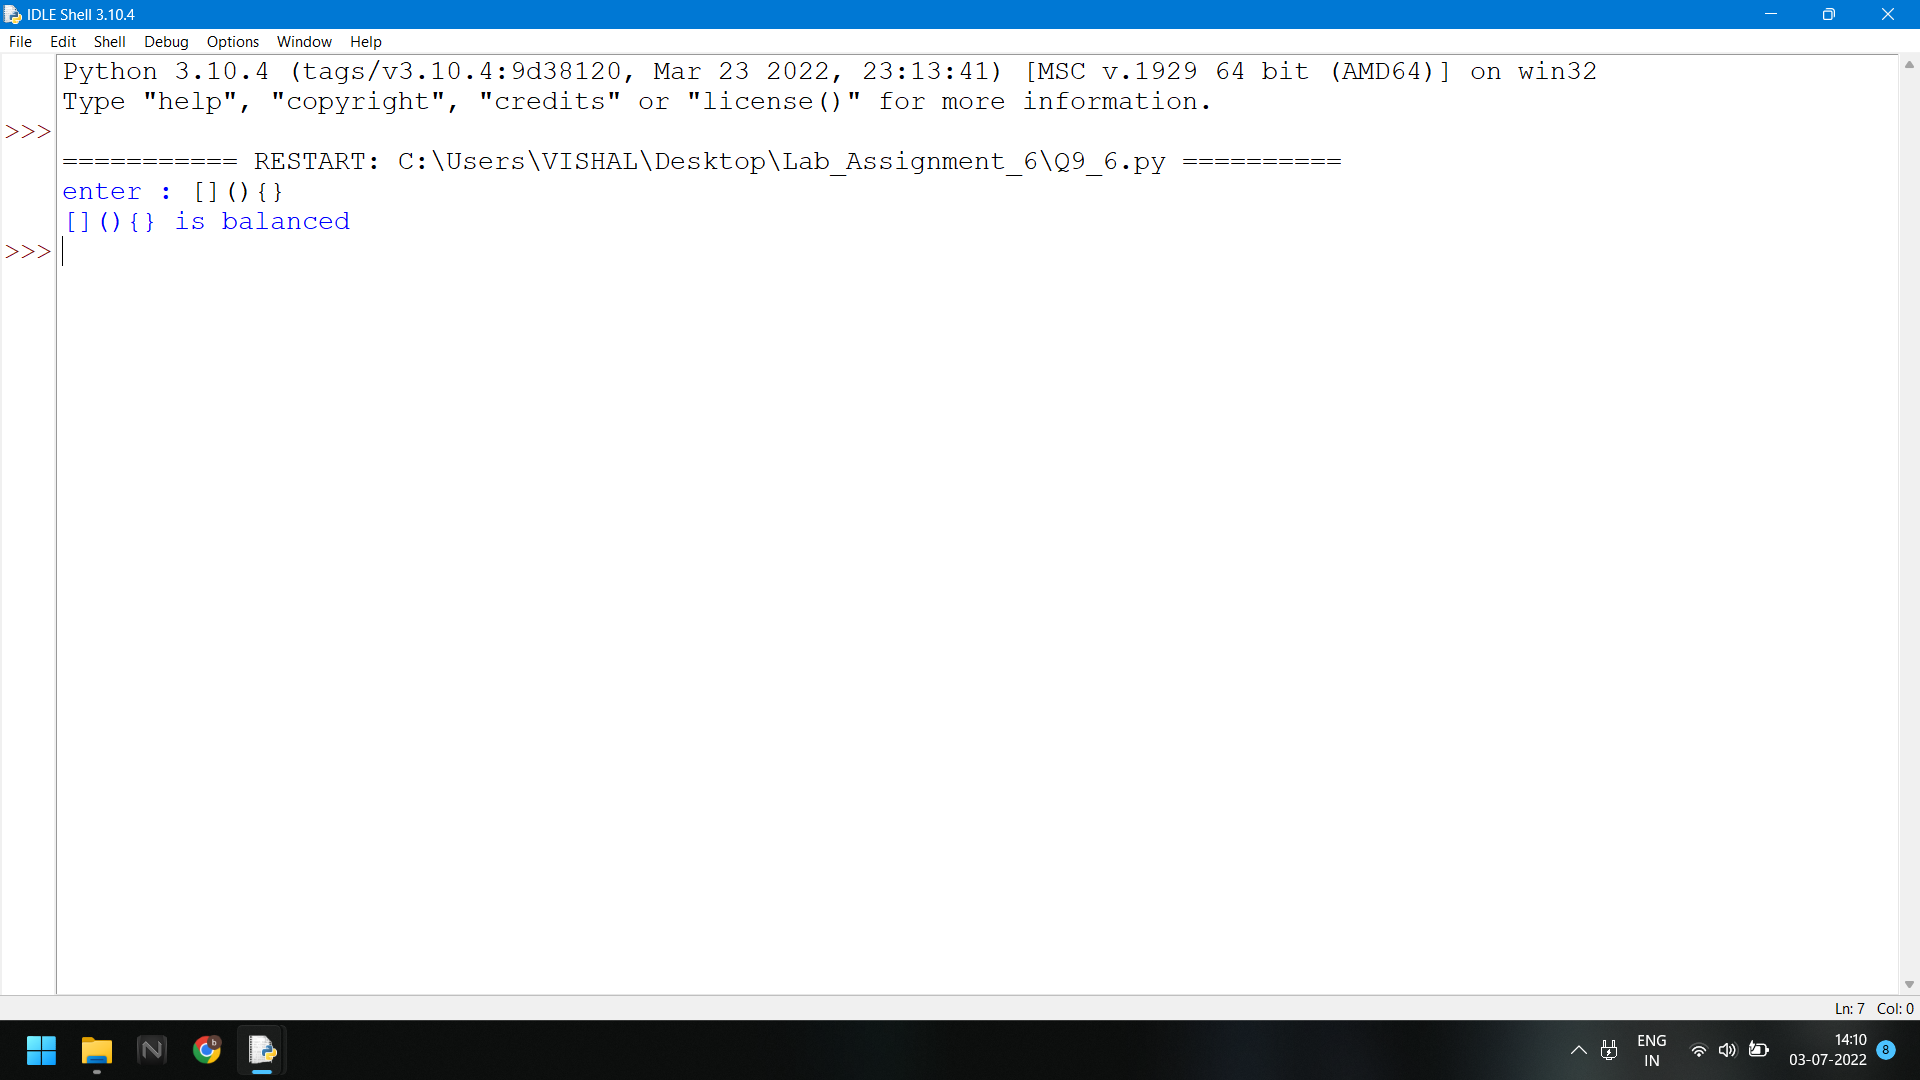 IDLE Shell 3.10.4
File Edit Shell Debug Options Window Help
Python 3.10.4 (tags/v3.10.4:9d38120, Mar 23 2022, 23:13:41) [MSC v.1929 64 bit (AMD64)] on win32
Type "help", "copyright", "credits" or "license()" for more information.
>>>
=========== RESTART: C:\Users\VISHAL\Desktop\Lab_Assignment_6\Q9_6.py ==========
enter : [](){}
[](){} is balanced
>>>
Ln: 7 Col: 0
ENG
IN
14:10
03-07-2022
8